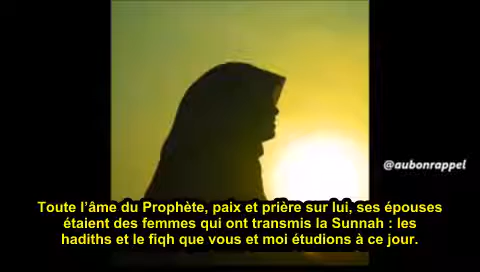 @aubonrappel
Toute l’âme du Prophète, paix et prière sur lui, ses épouses
étaient des femmes qui ont transmis la Sunnah : les
hadiths et le fiqh que vous et moi étudions à ce jour.